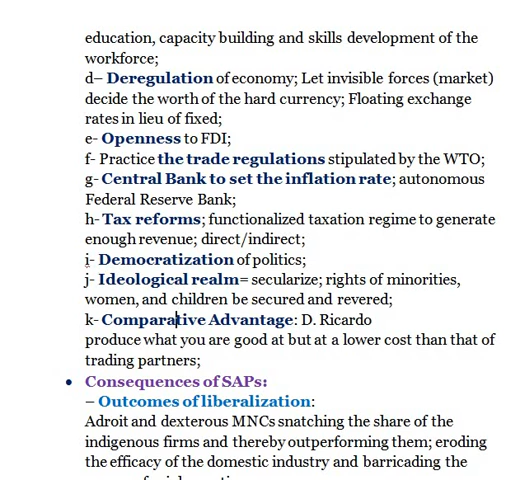 education, capacity building and skills development of the
workforce;
d– Deregulation of economy; Let invisible forces (market)
decide the worth of the hard currency; Floating exchange
rates in lieu of fixed;
e- Openness to FDI;
f- Practice the trade regulations stipulated by the WTO;
g- Central Bank to set the inflation rate; autonomous
Federal Reserve Bank;
h- Tax reforms; functionalized taxation regime to generate
enough revenue; direct/indirect;
i- Democratization of politics;
j- Ideological realm= secularize; rights of minorities,
women, and children be secured and revered;
k- Comparative Advantage: D. Ricardo
produce what you are good at but at a lower cost than that of
trading partners;
• Consequences of SAPs:
– Outcomes of liberalization:
Adroit and dexterous MNCs snatching the share of the
indigenous firms and thereby outperforming them; eroding
the efficacy of the domestic industry and barricading the